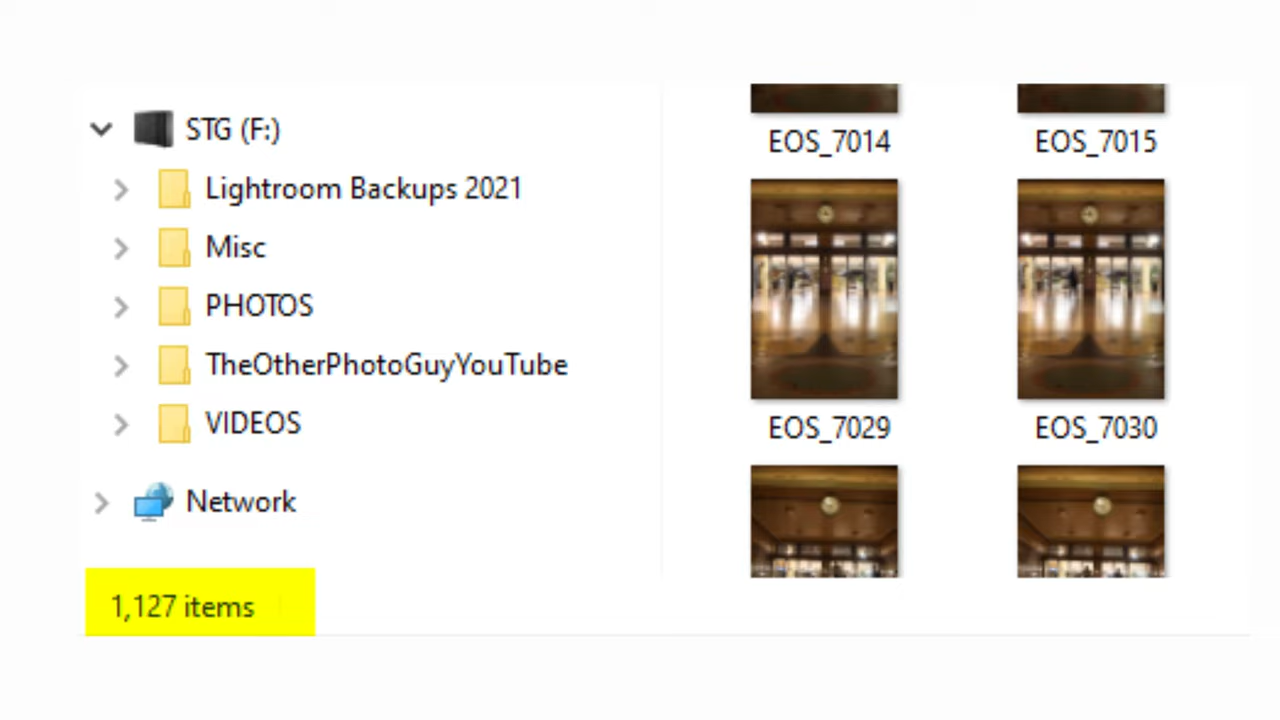 STG (F:)
Lightroom Backups 2021
Misc
PHOTOS
TheOtherPhotoGuyYouTube
VIDEOS
Network
1,127 items
EOS_7014
EOS_7015
EOS_7029
EOS_7030